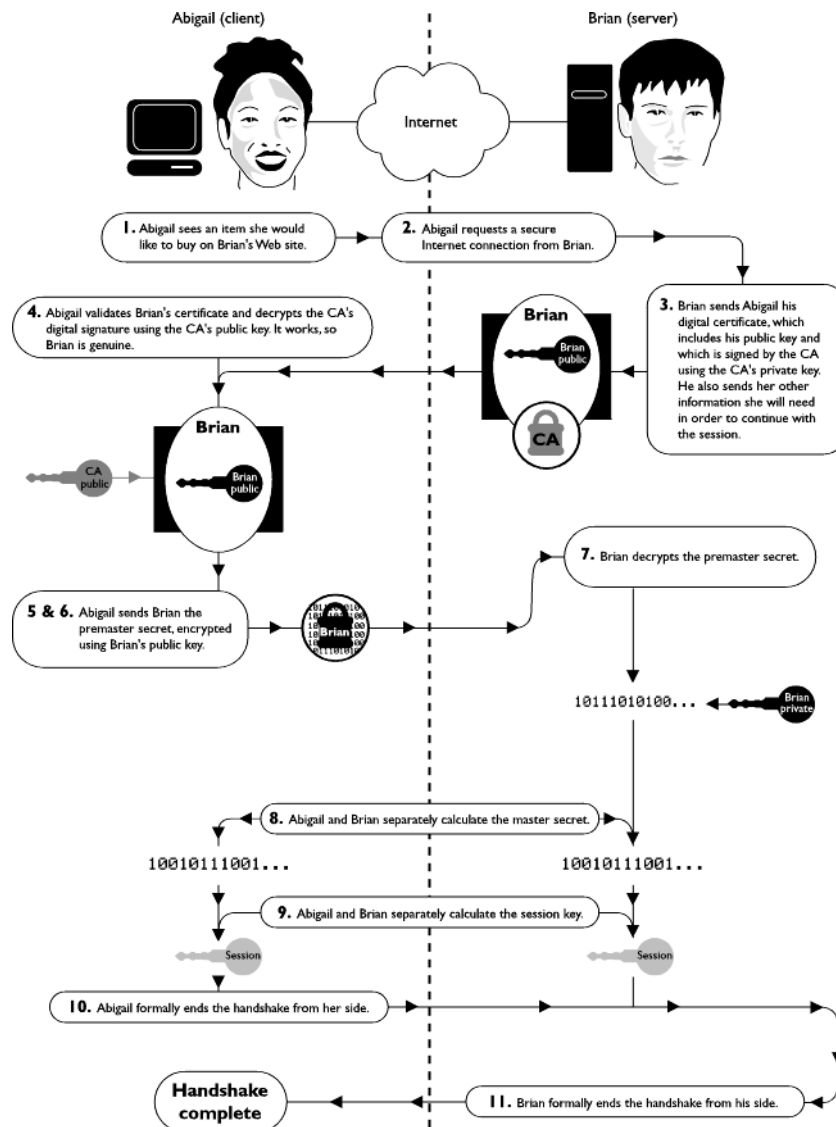 Abigail (client)
Brian (server)
Internet
1. Abigail sees an item she would
like to buy on Brian's Web site.
2. Abigail requests a secure
Internet connection from Brian.
3. Brian sends Abigail his
digital certificate, which
includes his public key and
which is signed by the CA
using the CA's private key.
He also sends her other
information she will need
in order to continue with
the session.
4. Abigail validates Brian's certificate and decrypts the CA's
digital signature using the CA's public key. It works, so
Brian is genuine.
Brian
Brian
public
CA
Brian
CA
public
Brian
public
5 & 6. Abigail sends Brian the
premaster secret, encrypted
using Brian's public key.
Brian
7. Brian decrypts the premaster secret.
10111010100...
Brian
private
8. Abigail and Brian separately calculate the master secret.
10010111001...
10010111001...
9. Abigail and Brian separately calculate the session key.
Session
Session
10. Abigail formally ends the handshake from her side.
11. Brian formally ends the handshake from his side.
Handshake
complete